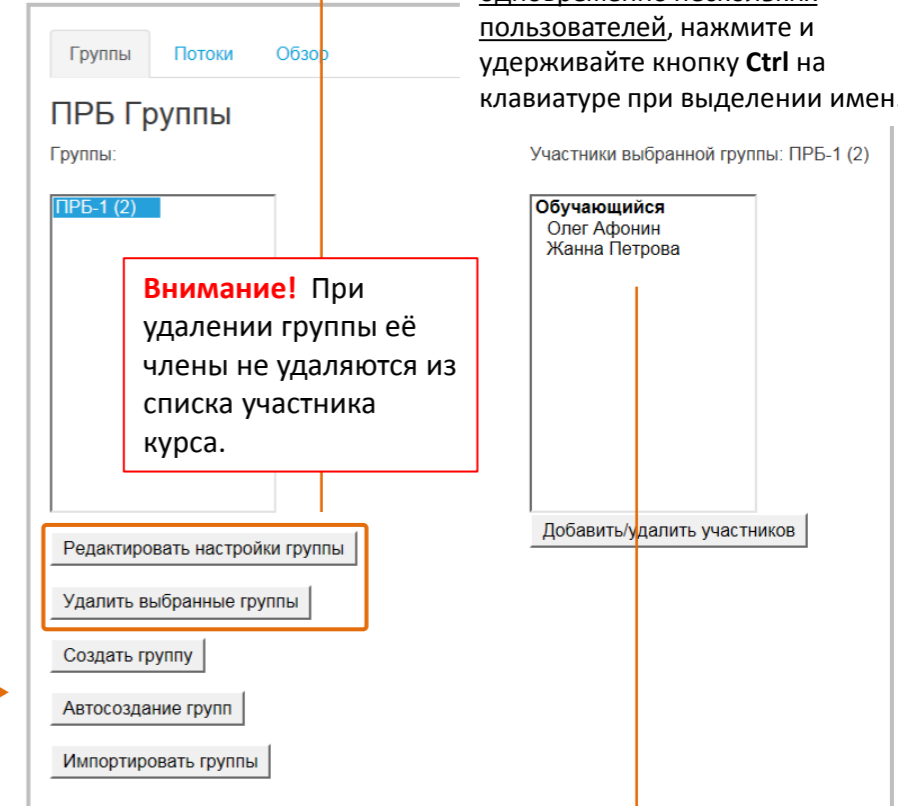 одновременно нескольких
пользователей, нажмите и
удерживайте кнопку Ctrl на
клавиатуре при выделении имен.
Группы Потоки Обзор
ПРБ Группы
Группы:
ПРБ-1 (2)
Внимание! При
удалении группы её
члены не удаляются из
списка участника
курса.
Участники выбранной группы: ПРБ-1 (2)
Обучающийся
Олег Афонин
Жанна Петрова
Добавить/удалить участников
Редактировать настройки группы
Удалить выбранные группы
Создать группу
Автосоздание групп
Импортировать группы